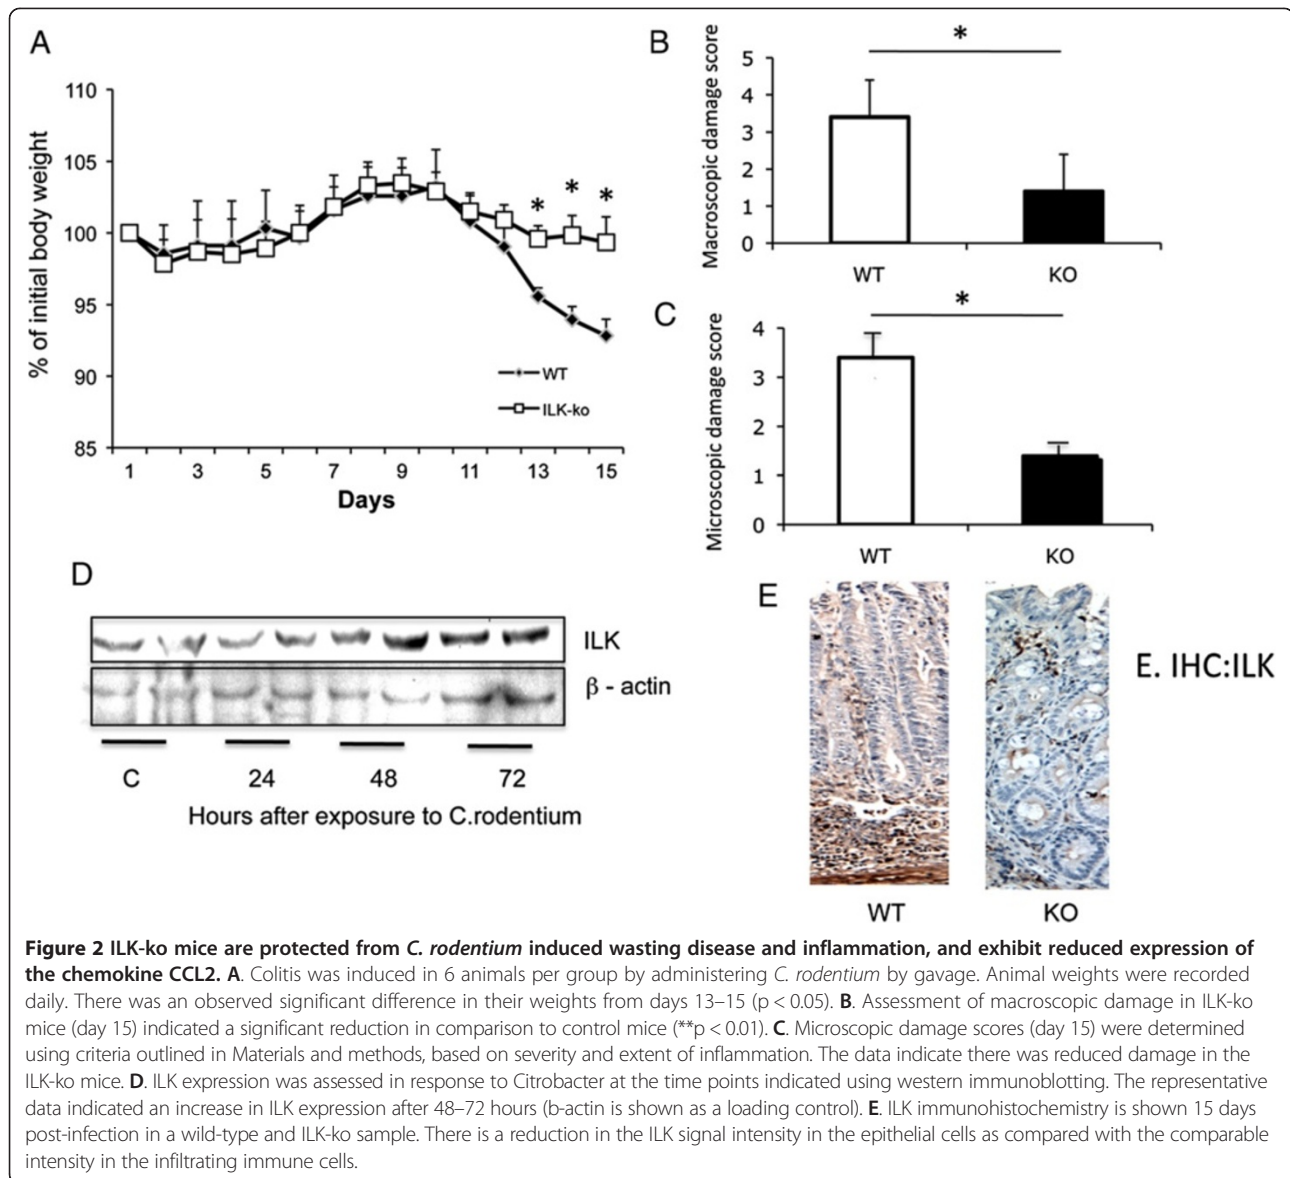 A
% of initial body weight
110
105
100
95
90
85
* * *
WT
ILK-ko
1 3 5 7 9 11 13 15
Days
B
Macroscopic damage score
5
4
3
2
1
0
*
WT KO
C
Microscopic damage score
4
3
2
1
0
*
WT KO
D
ILK
β - actin
C 24 48 72
Hours after exposure to C.rodentium
E
E. IHC:ILK
WT KO
Figure 2 ILK-ko mice are protected from C. rodentium induced wasting disease and inflammation, and exhibit reduced expression of
the chemokine CCL2. A. Colitis was induced in 6 animals per group by administering C. rodentium by gavage. Animal weights were recorded
daily. There was an observed significant difference in their weights from days 13–15 (p < 0.05). B. Assessment of macroscopic damage in ILK-ko
mice (day 15) indicated a significant reduction in comparison to control mice (**p < 0.01). C. Microscopic damage scores (day 15) were determined
using criteria outlined in Materials and methods, based on severity and extent of inflammation. The data indicate there was reduced damage in the
ILK-ko mice. D. ILK expression was assessed in response to Citrobacter at the time points indicated using western immunoblotting. The representative
data indicated an increase in ILK expression after 48–72 hours (b-actin is shown as a loading control). E. ILK immunohistochemistry is shown 15 days
post-infection in a wild-type and ILK-ko sample. There is a reduction in the ILK signal intensity in the epithelial cells as compared with the comparable
intensity in the infiltrating immune cells.